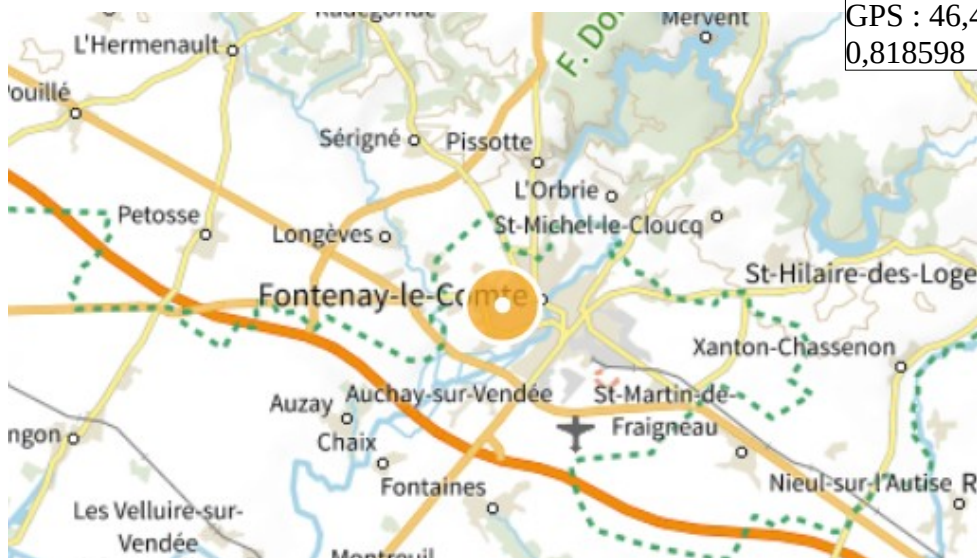 GPS : 46,4
0,818598
Mervent
F. Do
L'Hermenault
ouillé
Sérigné
Pissotte
L'Orbrie
Petosse
St-Michel-le-Cloucq
Longèves
St-Hilaire-des-Loge
Fontenay-le-Comte
Xanton-Chassenon
Auchay-sur-Vendée
St-Martin-de-
Fraigneau
Auzay
ngon
Chaix
Fontaines
Nieul-sur-l'Autise R
Les Velluire-sur-
Vendée